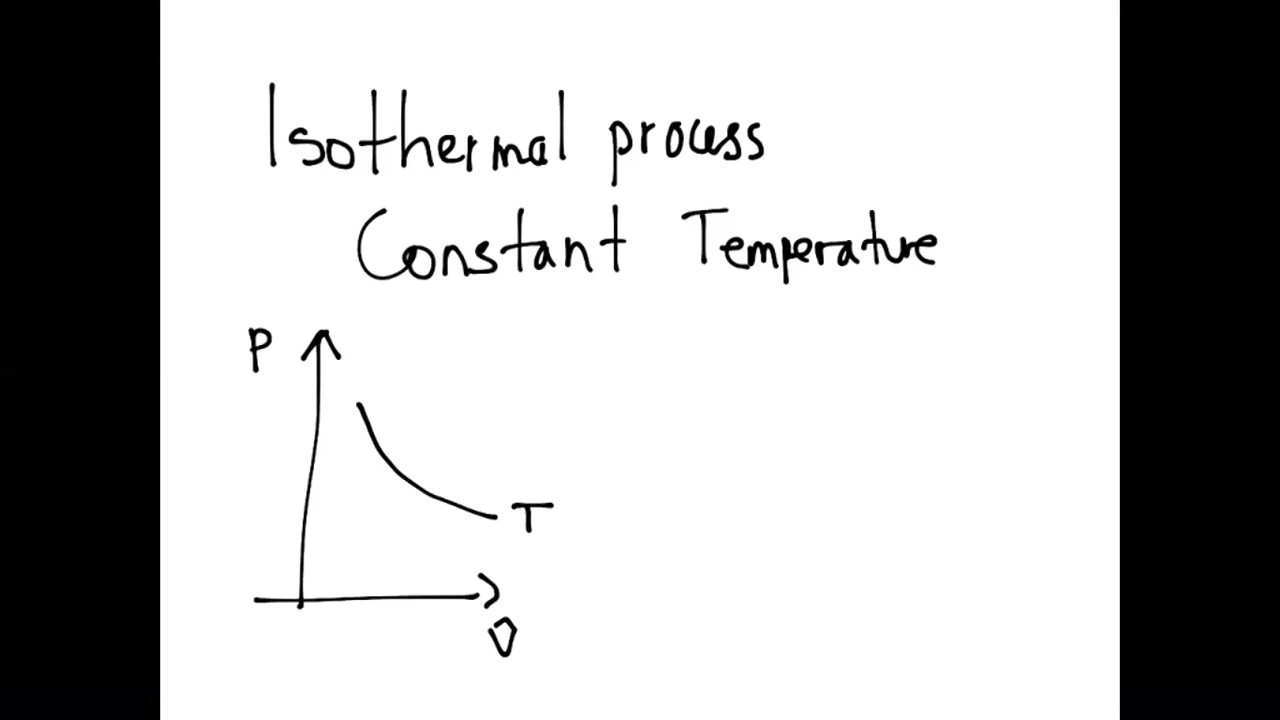 Isothermal process
Constant Temperature
P
T
V